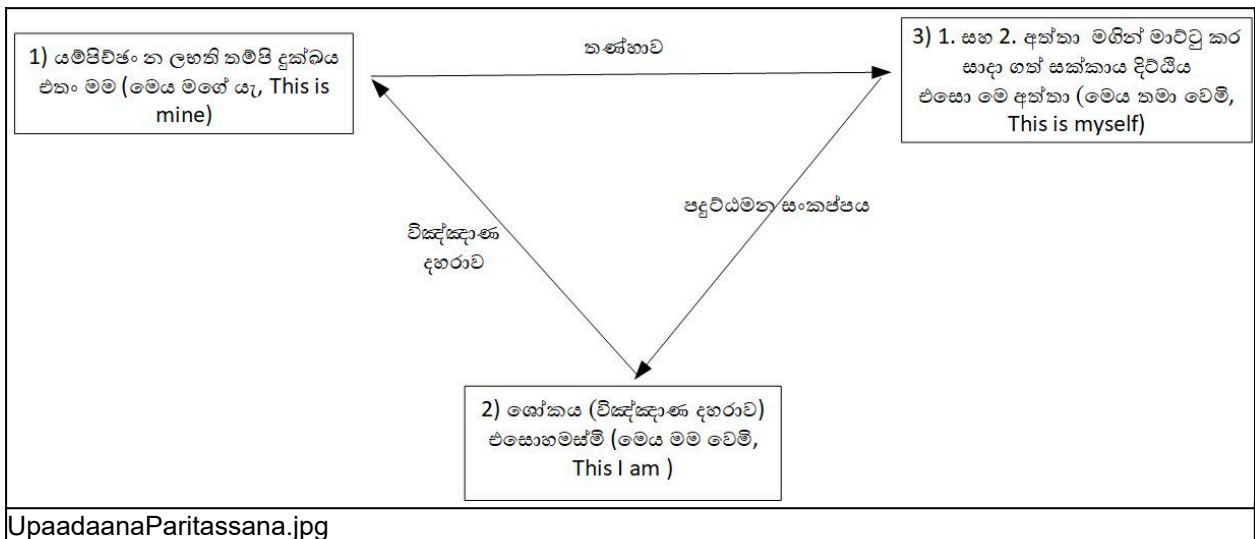 1) යම්පිච්ඡං න ලභති තම්පි දුක්ඛය
එතං මම (මෙය මගේ යැ, This is
mine)
තණ්හාව
3) 1. සහ 2. අත්තා මගින් මාට්ටු කර
සාදා ගත් සක්කාය දිට්ඨිය
එසො මෙ අත්තා (මෙය තමා වෙමි,
This is myself)
පදුට්ඨමන සංකප්පය
විඤ්ඤාණ
දහරාව
2) ශෝකය (විඤ්ඤාණ දහරාව)
එසොහමස්මි (මෙය මම වෙමි,
This I am )
UpaadaanaParitassana.jpg